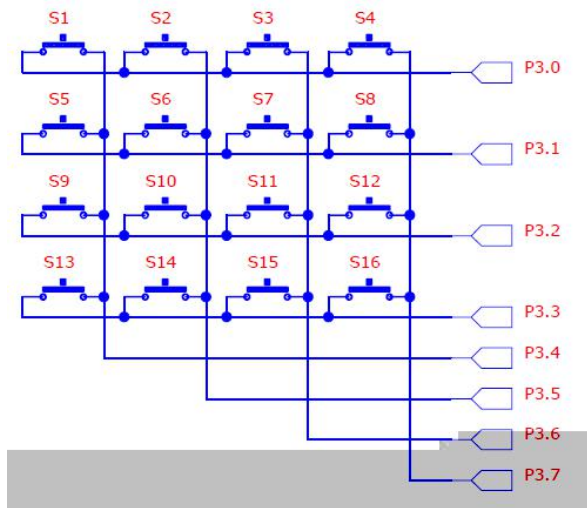 S1 S2 S3 S4
P3.0
S5 S6 S7 S8
P3.1
S9 S10 S11 S12
P3.2
S13 S14 S15 S16
P3.3
P3.4
P3.5
P3.6
P3.7